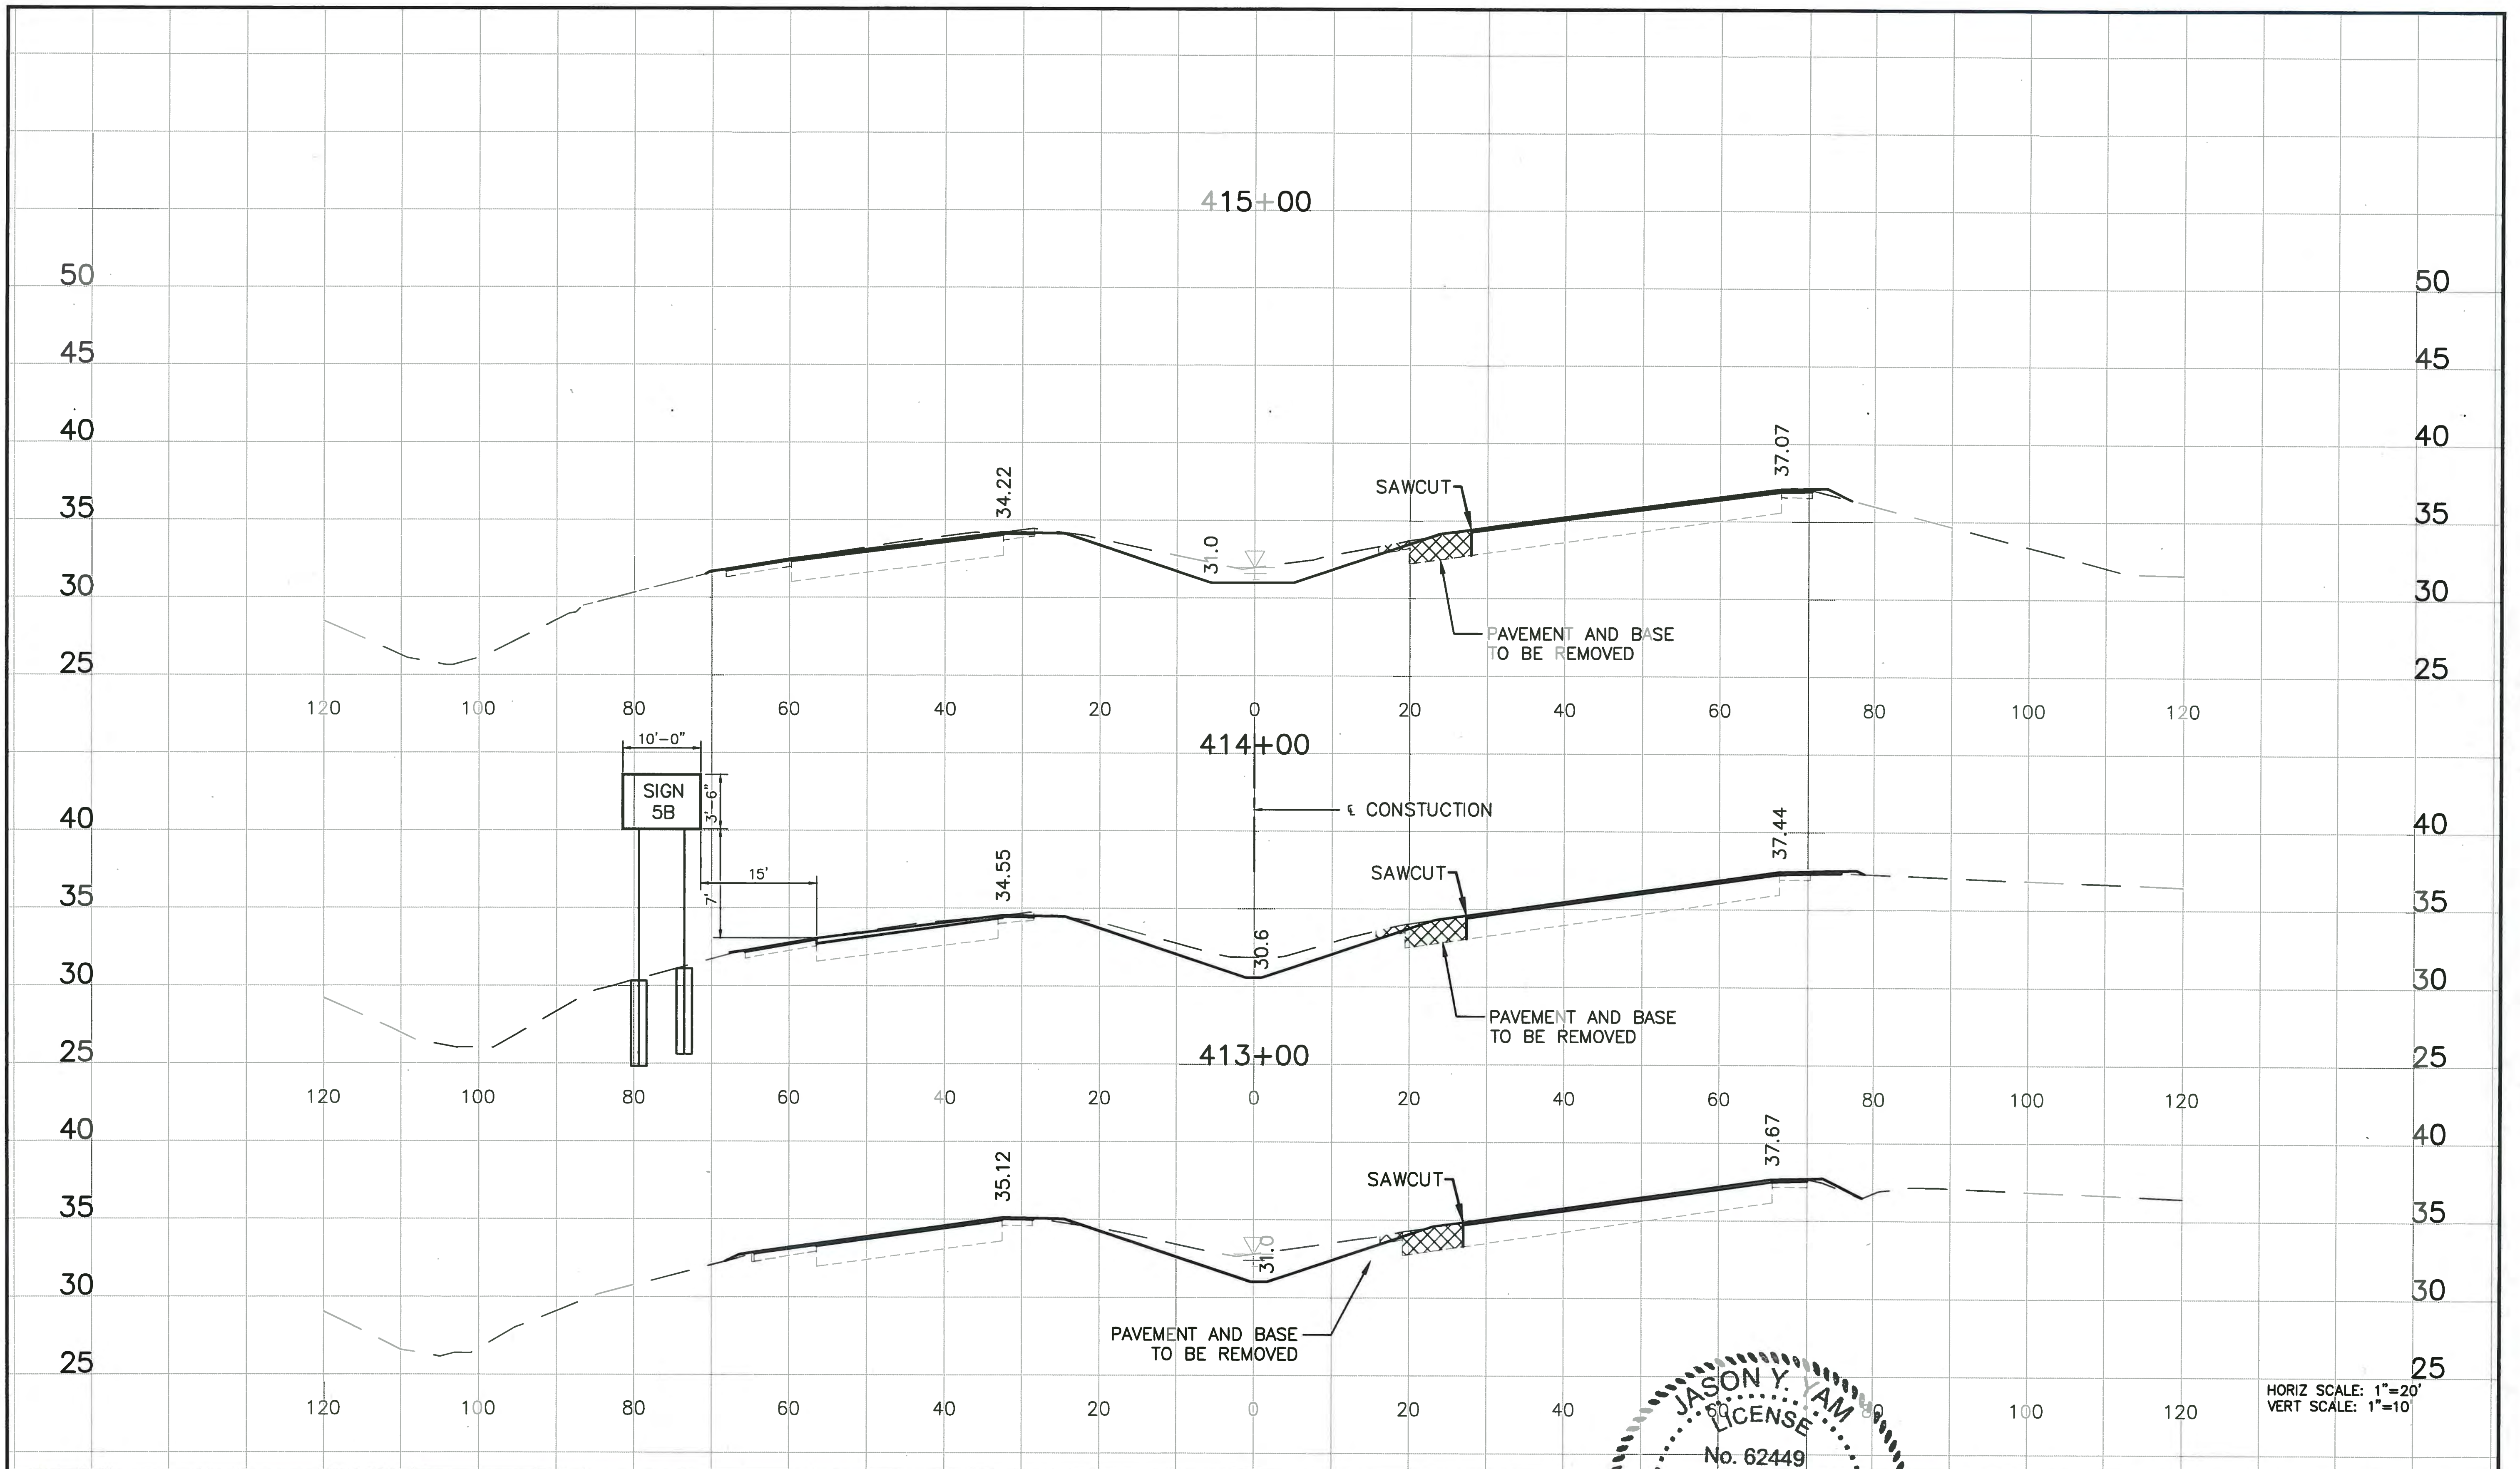 415+00
50 50
45 45
40 40
37.07
34.22
SAWCUT
35 35
31.0
30 30
PAVEMENT AND BASE
TO BE REMOVED
25 25
120 100 80 60 40 20 0 20 40 60 80 100 120
10'-0"
414+00
SIGN
5B
3'-6"
℄ CONSTUCTION
40 40
37.44
34.55
SAWCUT
15'
7'
35 35
30.6
30 30
PAVEMENT AND BASE
TO BE REMOVED
413+00
25 25
120 100 80 60 40 20 0 20 40 60 80 100 120
40 40
37.67
35.12
SAWCUT
35 35
31.0
30 30
PAVEMENT AND BASE
TO BE REMOVED
25 25
HORIZ SCALE: 1"=20'
VERT SCALE: 1"=10'
120 100 80 60 40 20 0 20 40 60 80 100 120
JASON Y. YAM
LICENSE
No. 62449